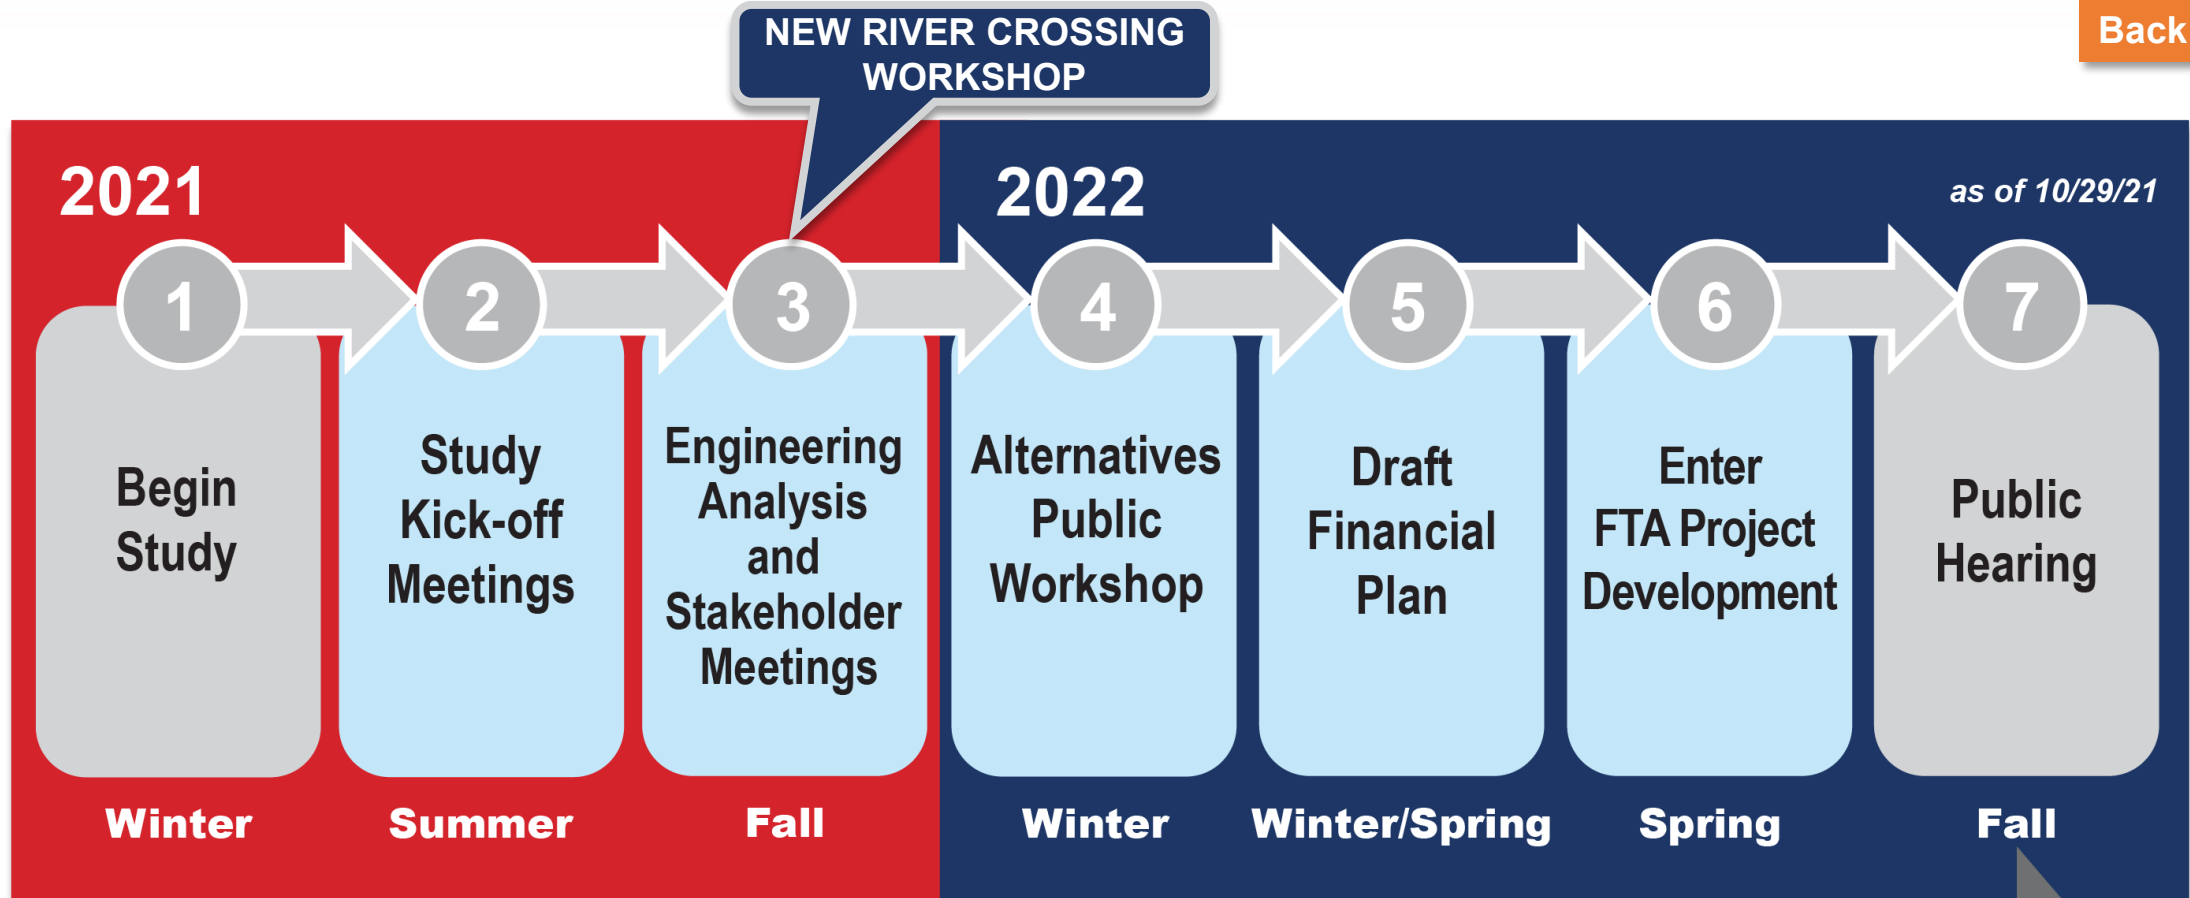 NEW RIVER CROSSING
WORKSHOP
Back
2021
2022
as of 10/29/21
1
2
3
4
5
6
7
Begin
Study
Study
Kick-off
Meetings
Engineering
Analysis
and
Stakeholder
Meetings
Alternatives
Public
Workshop
Draft
Financial
Plan
Enter
FTA Project
Development
Public
Hearing
Winter
Summer
Fall
Winter
Winter/Spring
Spring
Fall